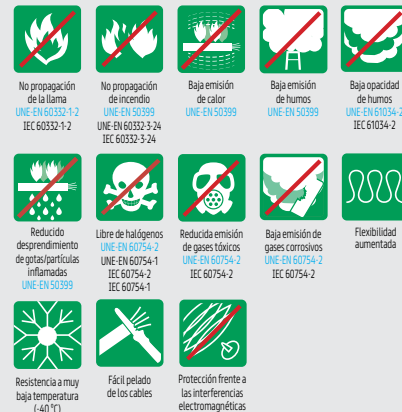 No propagación
de la llama
UNE-EN 60332-1-2
IEC 60332-1-2
No propagación
de incendio
UNE-EN 50399
UNE-EN 60332-3-24
IEC 60332-3-24
Baja emisión
de calor
UNE-EN 50399
Baja emisión
de humos
UNE-EN 50399
Baja opacidad
de humos
UNE-EN 61034-2
IEC 61034-2
Reducido
desprendimiento
de gotas/partículas
inflamadas
UNE-EN 50399
Libre de halógenos
UNE-EN 60754-2
UNE-EN 60754-1
IEC 60754-2
IEC 60754-1
Reducida emisión
de gases tóxicos
UNE-EN 60754-2
IEC 60754-2
Baja emisión de
gases corrosivos
UNE-EN 60754-2
IEC 60754-2
Flexibilidad
aumentada
Resistencia a muy
baja temperatura
(-40 °C)
Fácil pelado
de los cables
Protección frente a
las interferencias
electromagnéticas